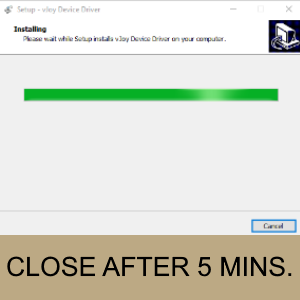 Setup - vJoy Device Driver
Installing
Please wait while Setup installs vJoy Device Driver on your computer.
Cancel
CLOSE AFTER 5 MINS.